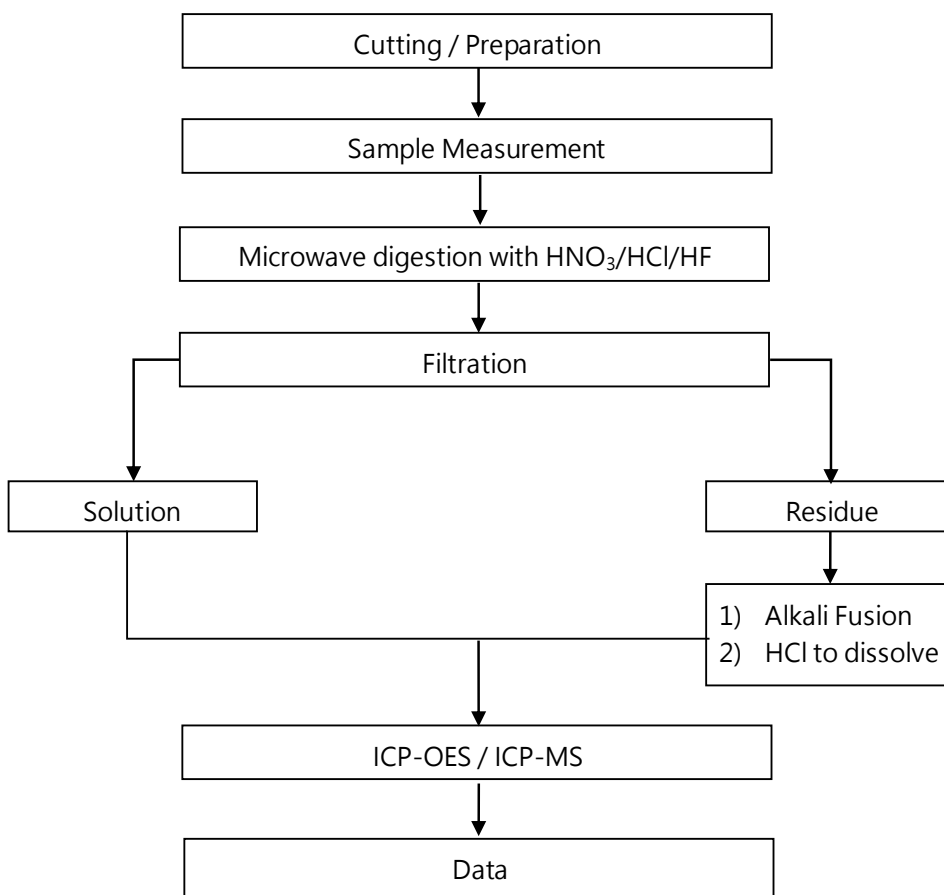 Cutting / Preparation
Sample Measurement
Microwave digestion with HNO₃/HCl/HF
Filtration
Solution
Residue
1) Alkali Fusion
2) HCl to dissolve
ICP-OES / ICP-MS
Data